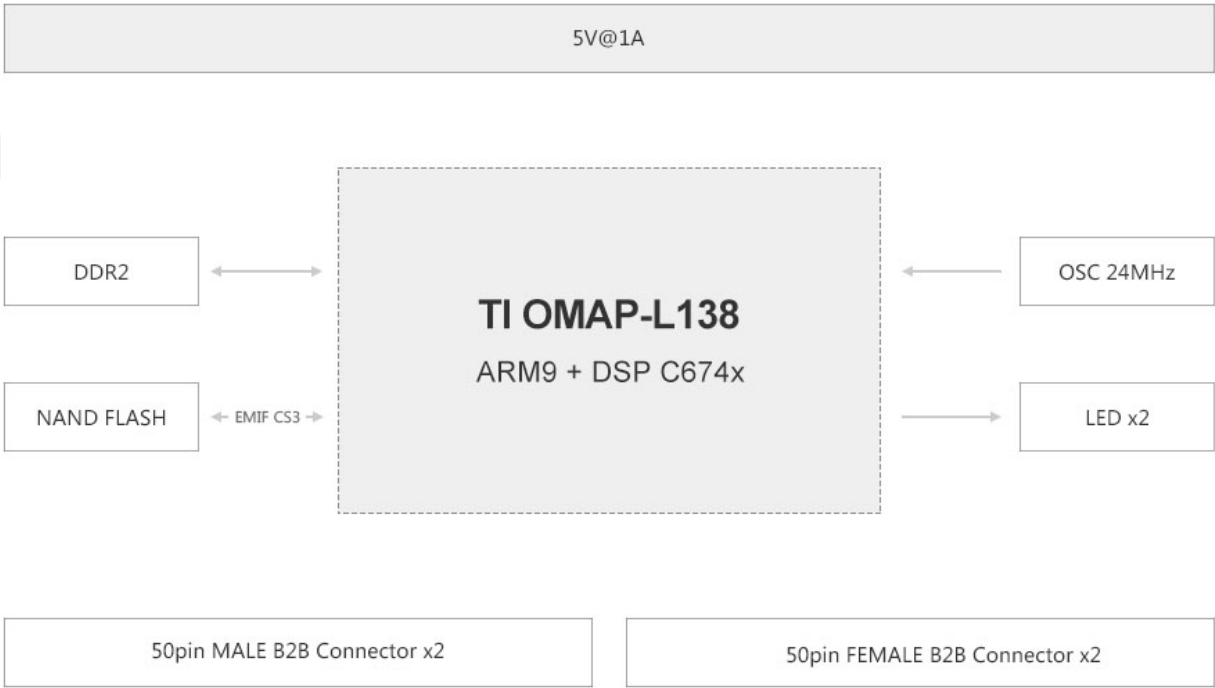 5V@1A
DDR2
OSC 24MHz
TI OMAP-L138
ARM9 + DSP C674x
NAND FLASH
EMIF CS3
LED x2
50pin MALE B2B Connector x2
50pin FEMALE B2B Connector x2